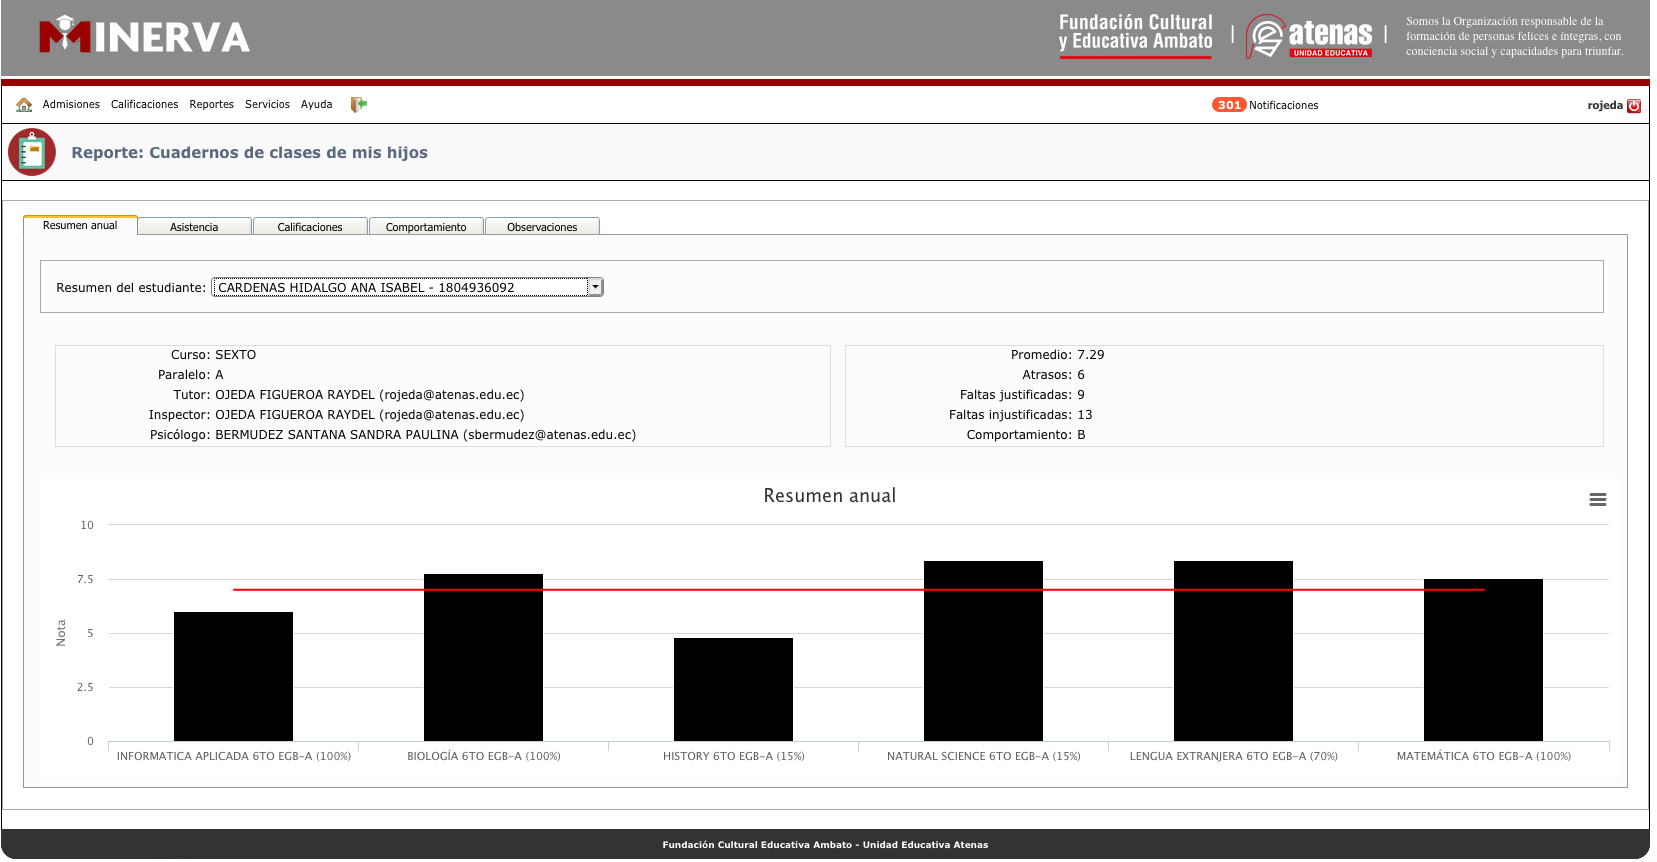 MINERVA
Fundación Cultural
y Educativa Ambato
atenas
UNIDAD EDUCATIVA
Somos la Organización responsable de la
formación de personas felices e íntegras, con
conciencia social y capacidades para triunfar.
Admisiones Calificaciones Reportes Servicios Ayuda
301 Notificaciones
rojeda
Reporte: Cuadernos de clases de mis hijos
Resumen anual Asistencia Calificaciones Comportamiento Observaciones
Resumen del estudiante: CARDENAS HIDALGO ANA ISABEL - 1804936092
Curso: SEXTO
Paralelo: A
Tutor: OJEDA FIGUEROA RAYDEL (rojeda@atenas.edu.ec)
Inspector: OJEDA FIGUEROA RAYDEL (rojeda@atenas.edu.ec)
Psicólogo: BERMUDEZ SANTANA SANDRA PAULINA (sbermudez@atenas.edu.ec)
Promedio: 7.29
Atrasos: 6
Faltas justificadas: 9
Faltas injustificadas: 13
Comportamiento: B
Resumen anual
Nota
10
7.5
5
2.5
0
INFORMATICA APLICADA 6TO EGB-A (100%)
BIOLOGÍA 6TO EGB-A (100%)
HISTORY 6TO EGB-A (15%)
NATURAL SCIENCE 6TO EGB-A (15%)
LENGUA EXTRANJERA 6TO EGB-A (70%)
MATEMÁTICA 6TO EGB-A (100%)
Fundación Cultural Educativa Ambato - Unidad Educativa Atenas